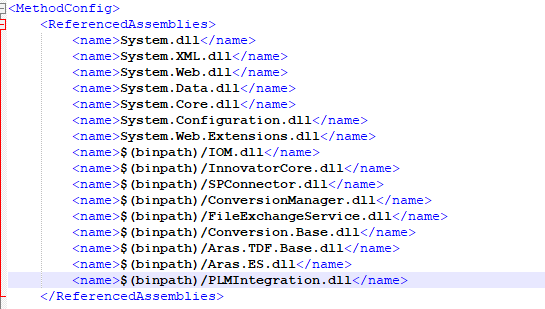 <MethodConfig>
<ReferencedAssemblies>
<name>System.dll</name>
<name>System.XML.dll</name>
<name>System.Web.dll</name>
<name>System.Data.dll</name>
<name>System.Core.dll</name>
<name>System.Configuration.dll</name>
<name>System.Web.Extensions.dll</name>
<name>$(binpath)/IOM.dll</name>
<name>$(binpath)/InnovatorCore.dll</name>
<name>$(binpath)/SPConnector.dll</name>
<name>$(binpath)/ConversionManager.dll</name>
<name>$(binpath)/FileExchangeService.dll</name>
<name>$(binpath)/Conversion.Base.dll</name>
<name>$(binpath)/Aras.TDF.Base.dll</name>
<name>$(binpath)/Aras.ES.dll</name>
<name>$(binpath)/PLMIntegration.dll</name>
</ReferencedAssemblies>